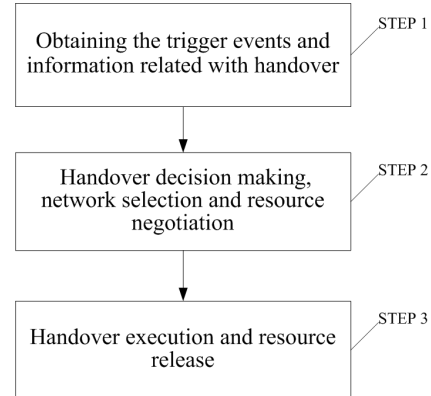 Obtaining the trigger events and
information related with handover
STEP 1
Handover decision making,
network selection and resource
negotiation
STEP 2
Handover execution and resource
release
STEP 3